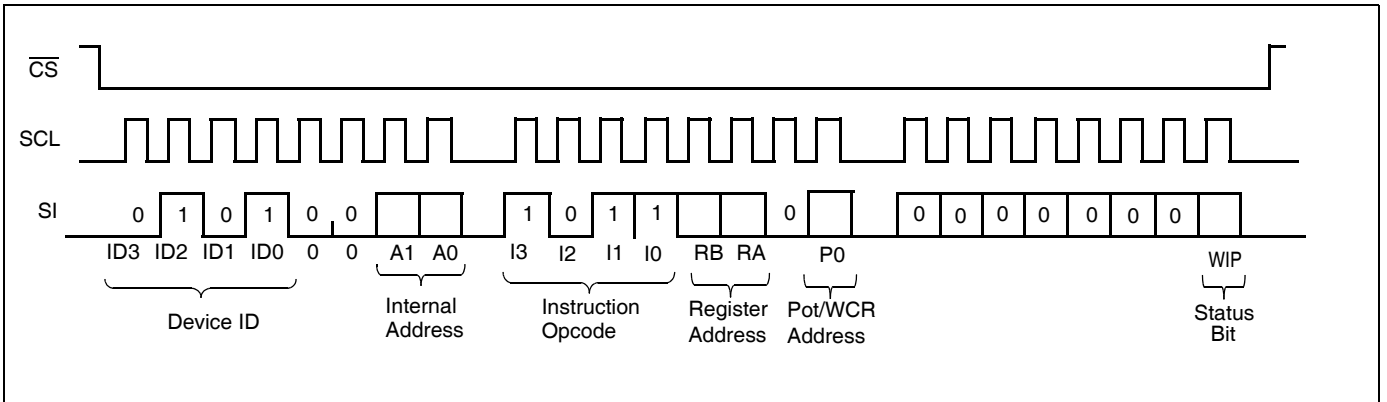 CS
SCL
SI
0 1 0 1 0 0 1 0 1 1 0 0 0 0 0 0 0 0
ID3 ID2 ID1 ID0 0 0 A1 A0 I3 I2 I1 I0 RB RA P0 WIP
Device ID
Internal
Address
Instruction
Opcode
Register
Address
Pot/WCR
Address
Status
Bit